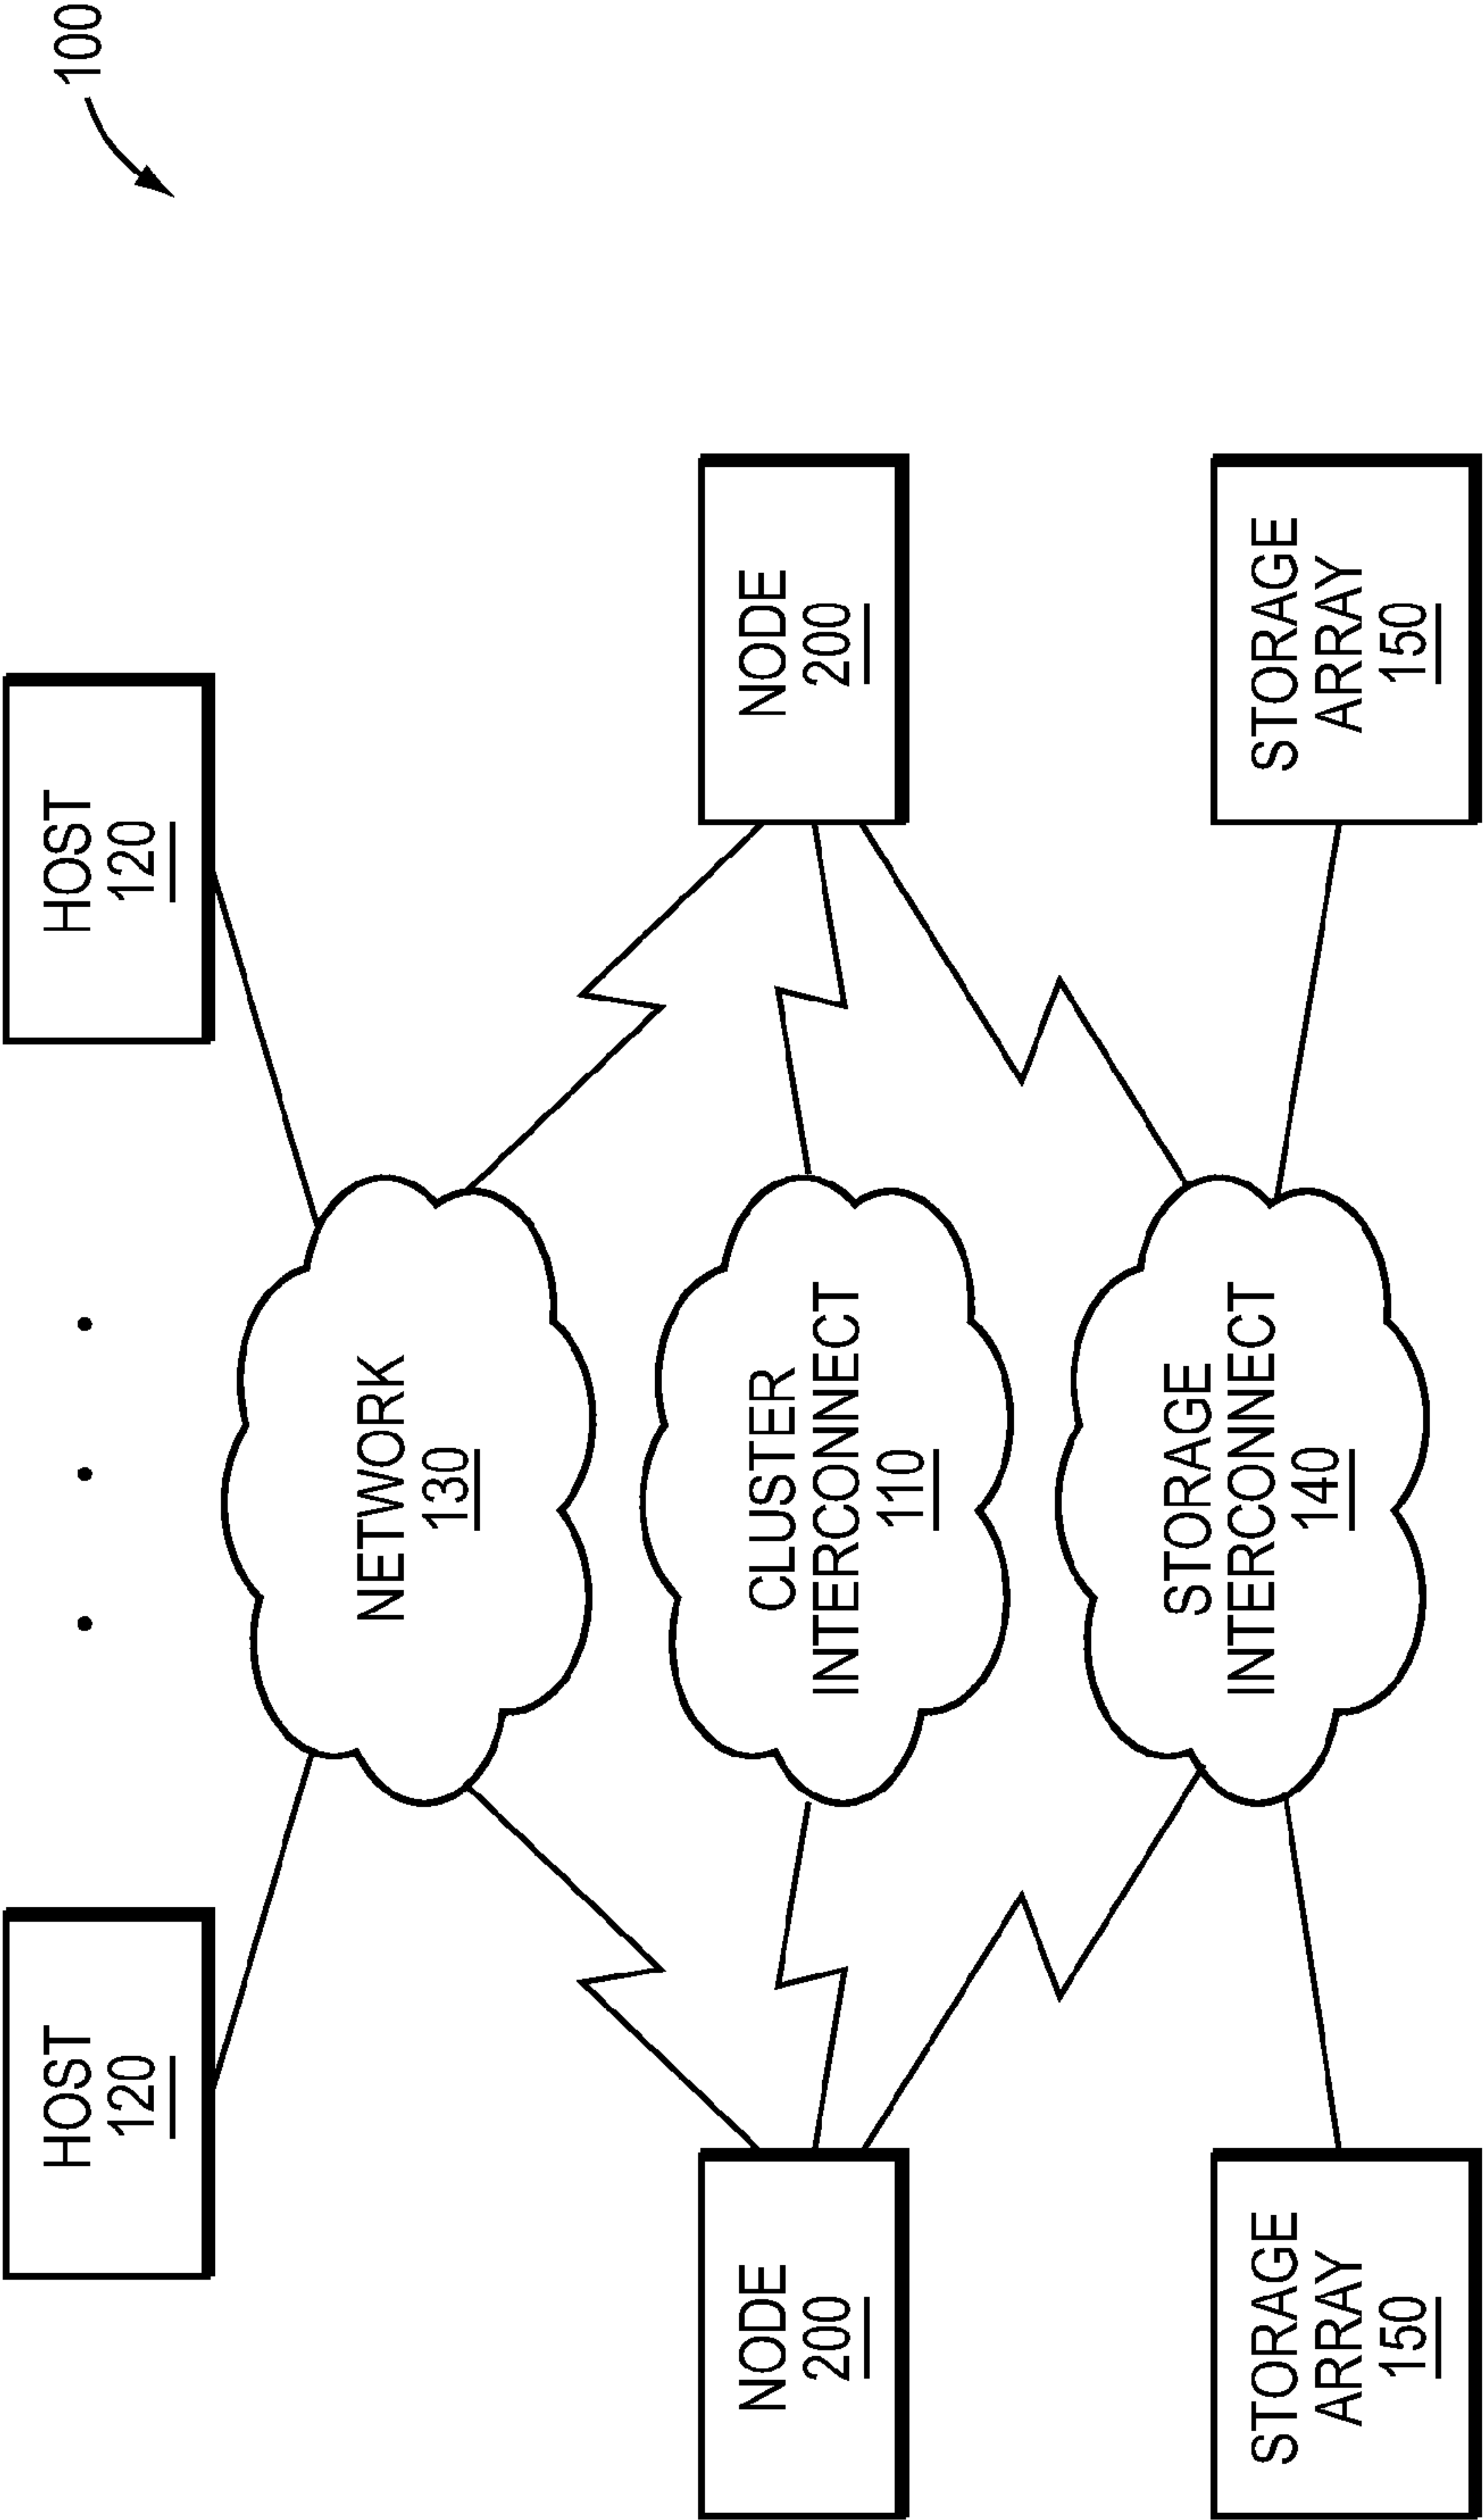 100
HOST
120
. . .
HOST
120
NETWORK
130
NODE
200
CLUSTER
INTERCONNECT
110
NODE
200
STORAGE
INTERCONNECT
140
STORAGE
ARRAY
150
STORAGE
ARRAY
150